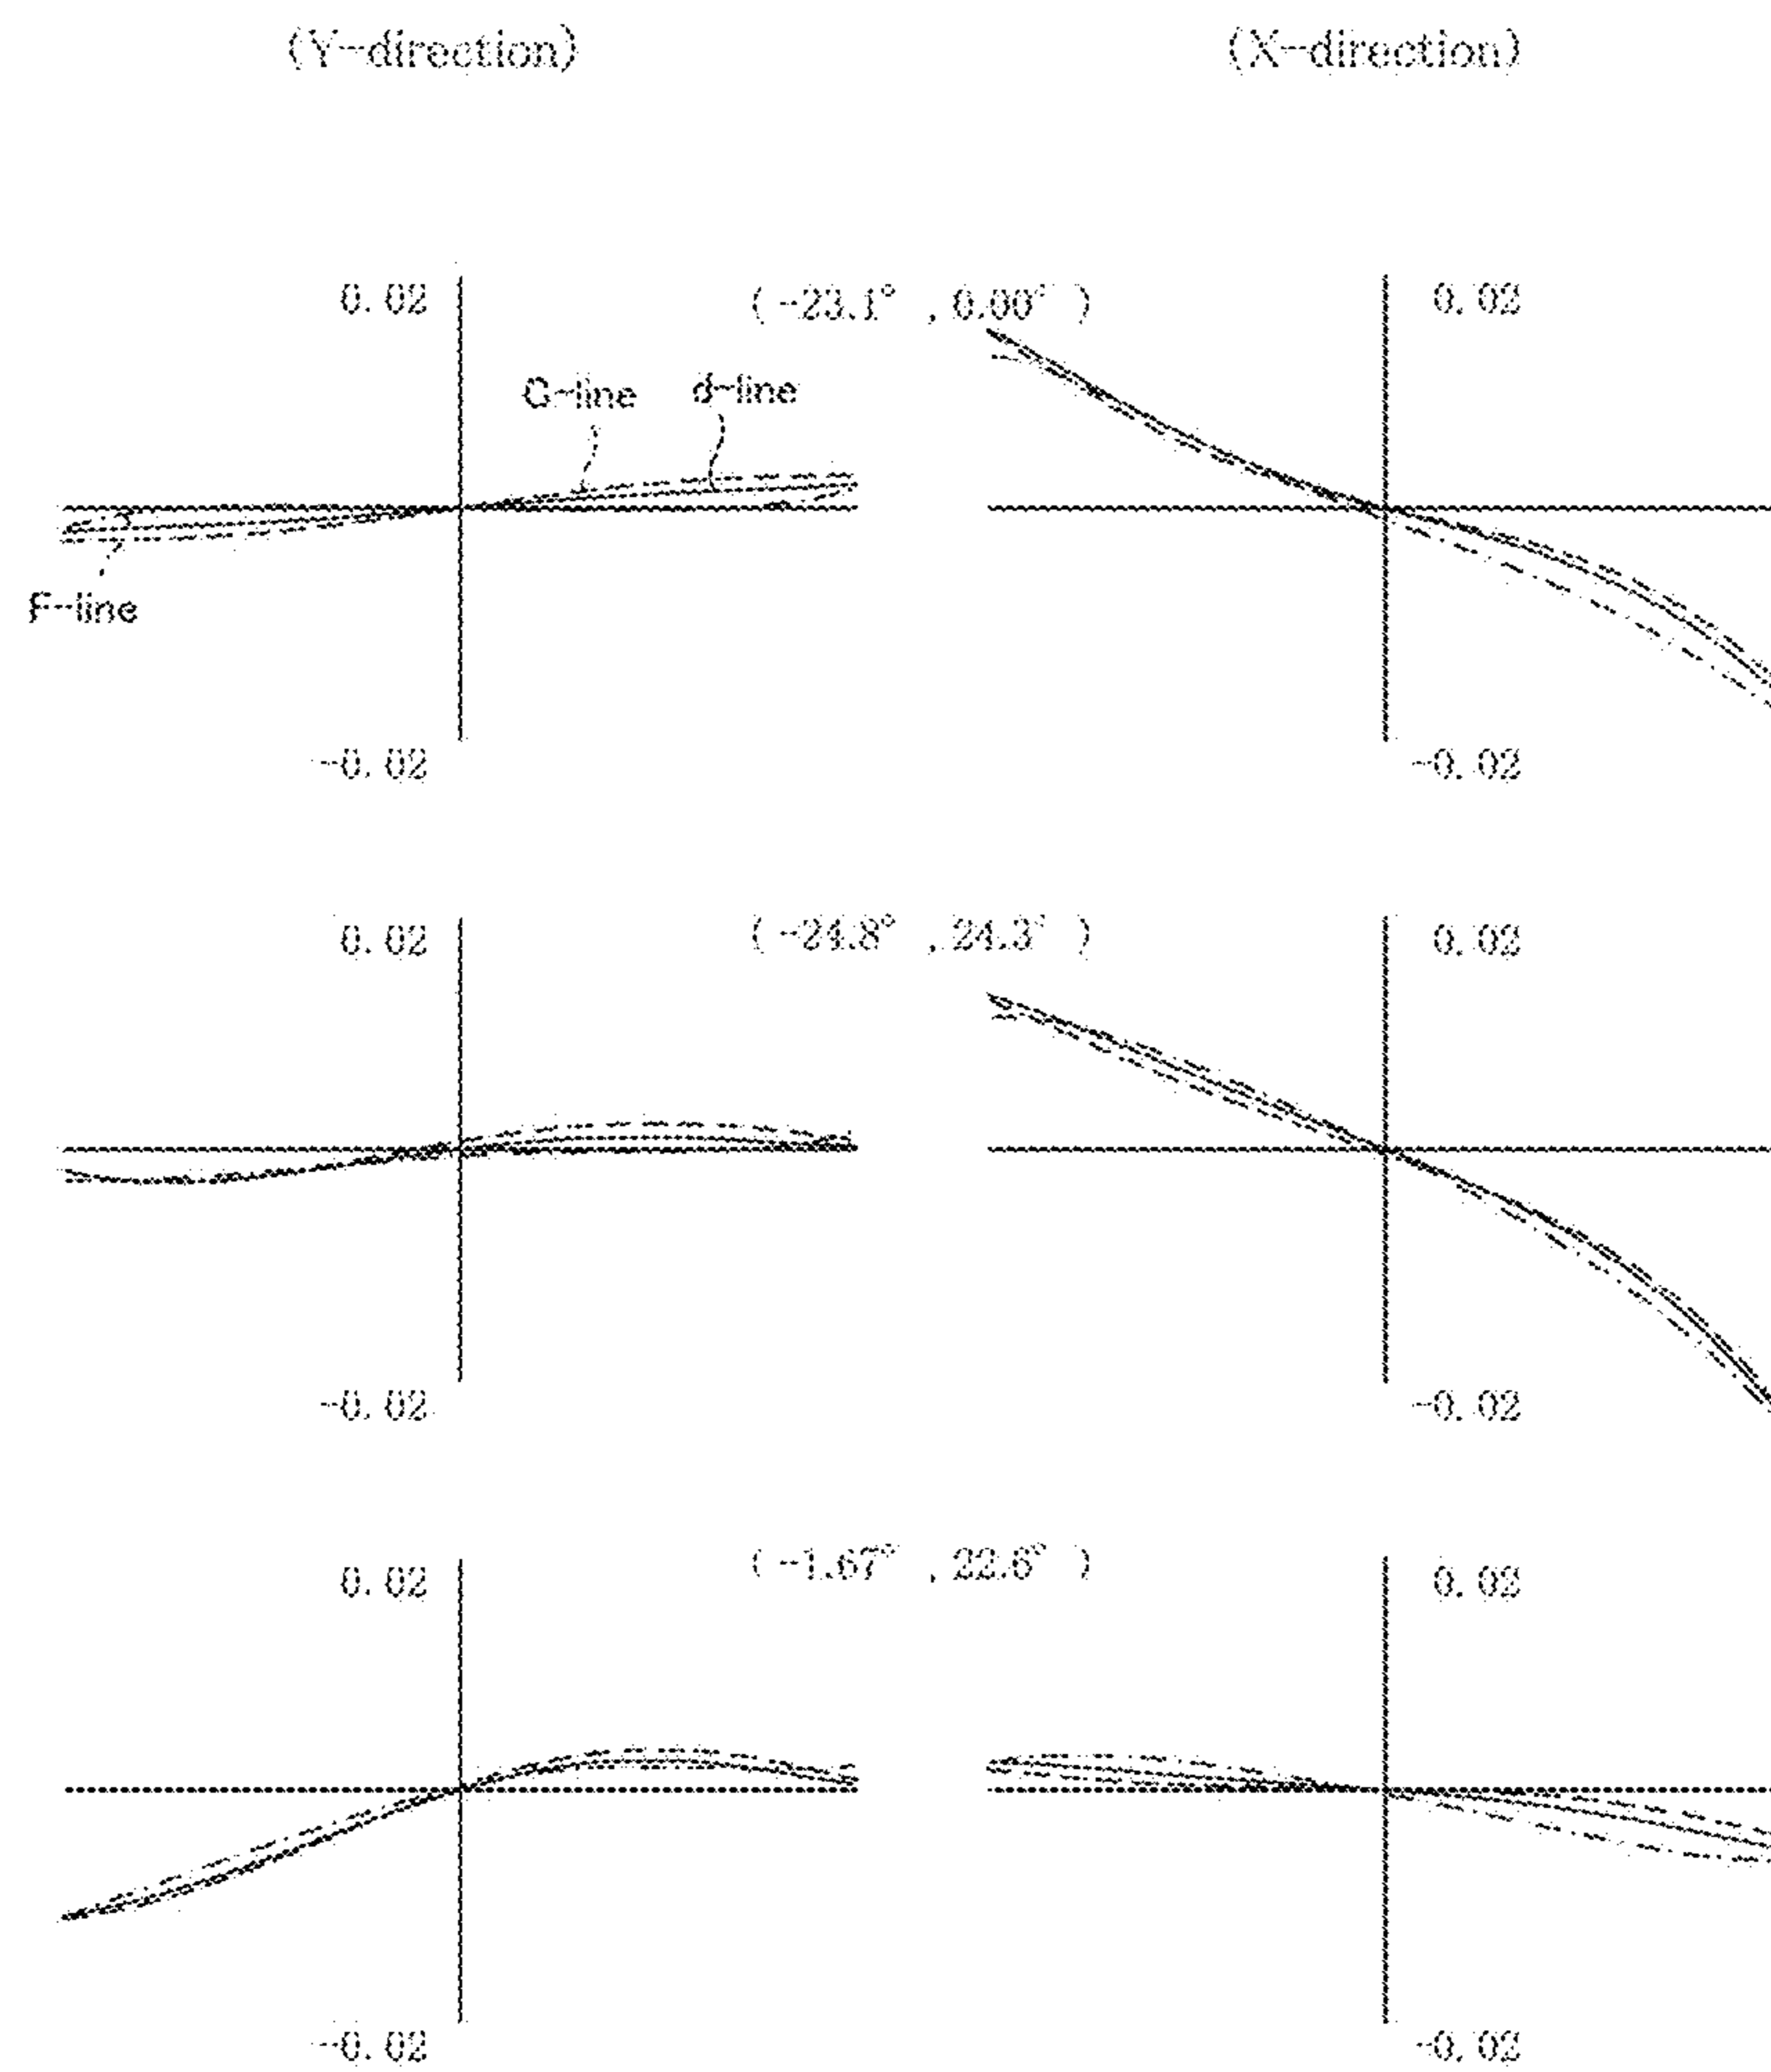 (Y-direction) (X-direction)
0.02 (-23.1° , 0.00° ) 0.02
C-line d-line
F-line
-0.02 -0.02
0.02 (-24.8° , 24.3° ) 0.02
-0.02 -0.02
0.02 (-1.67° , 22.6° ) 0.02
-0.02 -0.02